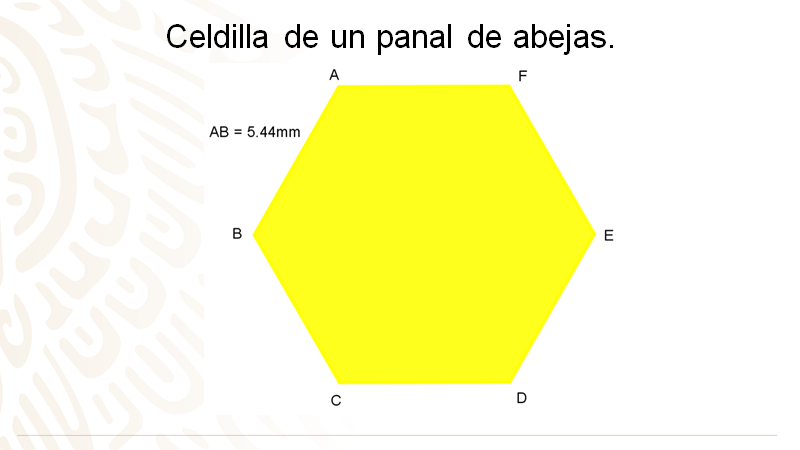 Celdilla de un panal de abejas.
A
F
AB = 5.44mm
B
E
C
D